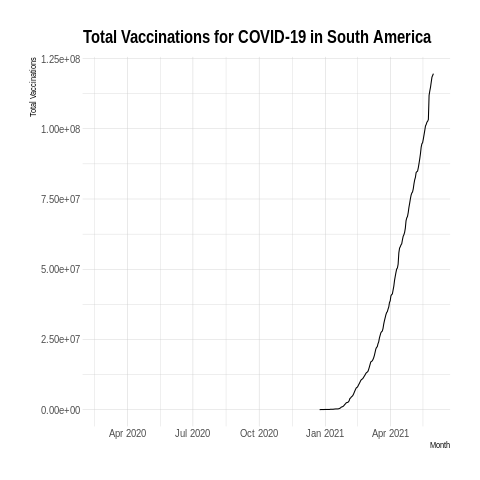 Total Vaccinations for COVID-19 in South America
Total Vaccinations
1.25e+08
1.00e+08
7.50e+07
5.00e+07
2.50e+07
0.00e+00
Apr 2020 Jul 2020 Oct 2020 Jan 2021 Apr 2021
Month